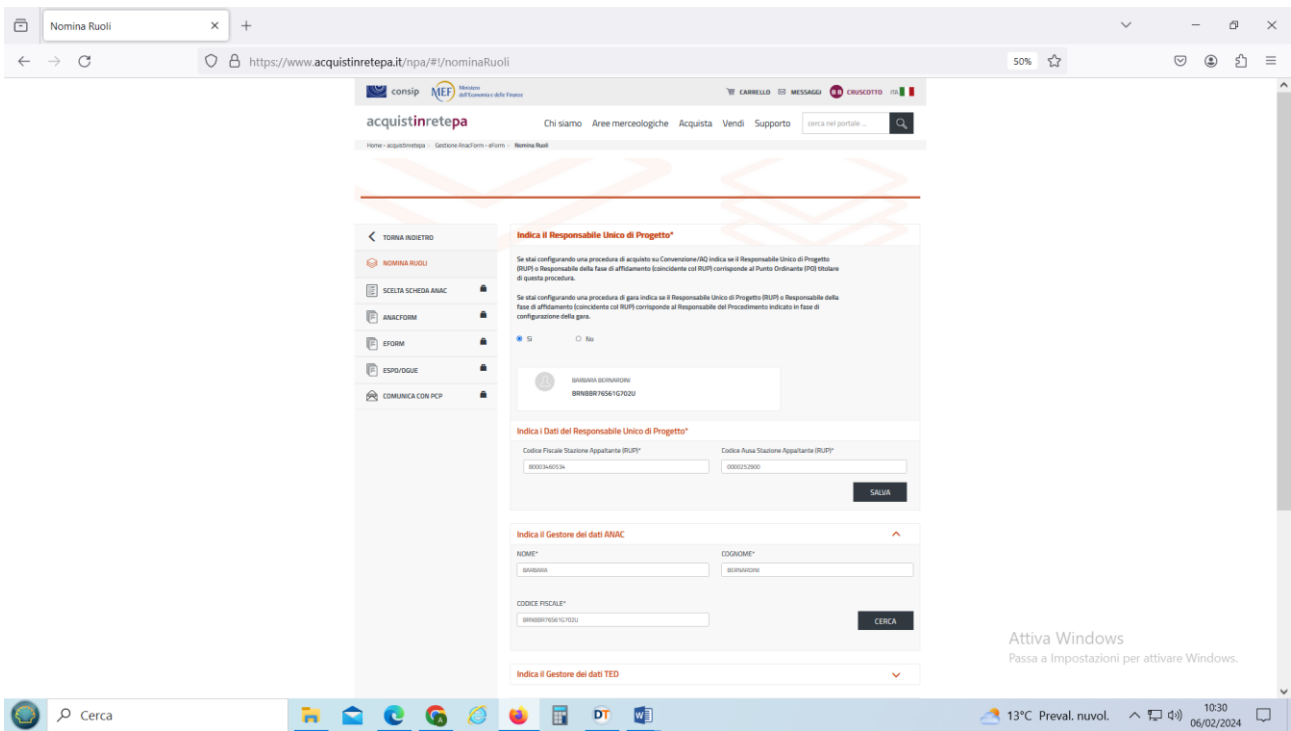 Nomina Ruoli
https://www.acquistinretepa.it/npa/#!/nominaRuoli
50%
consip MEF Ministero dell'Economia e delle Finanze
CARRELLO MESSAGGI CRUSCOTTO ITA
acquistinretepa
Chi siamo Aree merceologiche Acquista Vendi Supporto cerca nel portale ...
Home - acquistinretepa > Gestione AnacForm - eForm > Nomina Ruoli
TORNA INDIETRO
NOMINA RUOLI
SCELTA SCHEDA ANAC
ANACFORM
EFORM
ESPD/DGUE
COMUNICA CON PCP
Indica il Responsabile Unico di Progetto*
Se stai configurando una procedura di acquisto su Convenzione/AQ indica se il Responsabile Unico di Progetto
(RUP) o Responsabile della fase di affidamento (coincidente col RUP) corrisponde al Punto Ordinante (PO) titolare
di questa procedura.
Se stai configurando una procedura di gara indica se il Responsabile Unico di Progetto (RUP) o Responsabile della
fase di affidamento (coincidente col RUP) corrisponde al Responsabile del Procedimento indicato in fase di
configurazione della gara.
Si No
BARBARA BERNARDINI
BRNBBR76S61G702U
Indica i Dati del Responsabile Unico di Progetto*
Codice Fiscale Stazione Appaltante (RUP)* Codice Ausa Stazione Appaltante (RUP)*
80003460534 0000252900
SALVA
Indica il Gestore dei dati ANAC
NOME* COGNOME*
BARBARA BERNARDINI
CODICE FISCALE*
BRNBBR76S61G702U
CERCA
Indica il Gestore dei dati TED
Attiva Windows
Passa a Impostazioni per attivare Windows.
Cerca
13°C Preval. nuvol.
10:30
06/02/2024